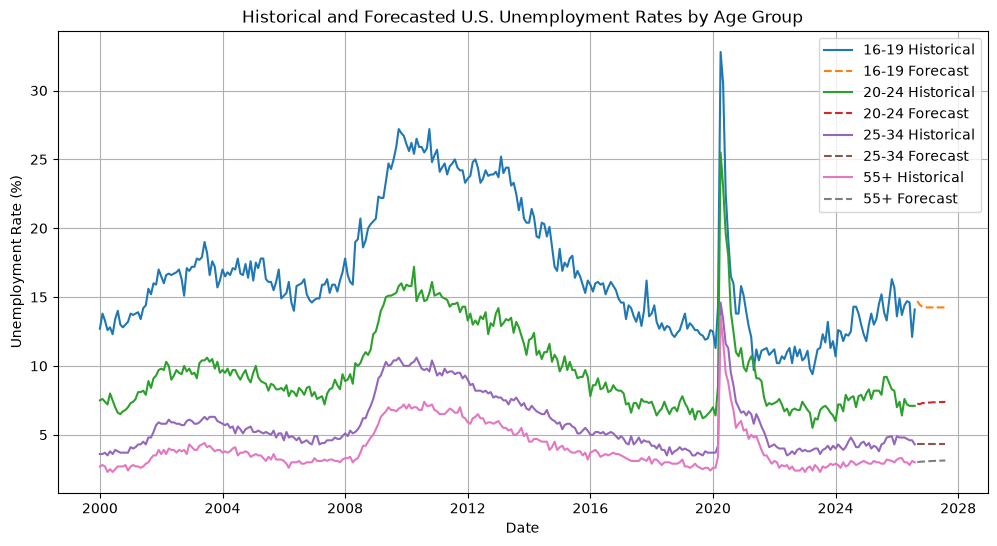 Historical and Forecasted U.S. Unemployment Rates by Age Group
16-19 Historical
16-19 Forecast
20-24 Historical
20-24 Forecast
25-34 Historical
25-34 Forecast
55+ Historical
55+ Forecast
Unemployment Rate (%)
30
25
20
15
10
5
2000 2004 2008 2012 2016 2020 2024 2028
Date